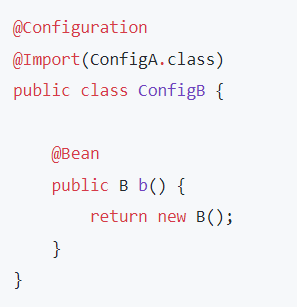 @Configuration
@Import(ConfigA.class)
public class ConfigB {
    @Bean
    public B b() {
        return new B();
    }
}